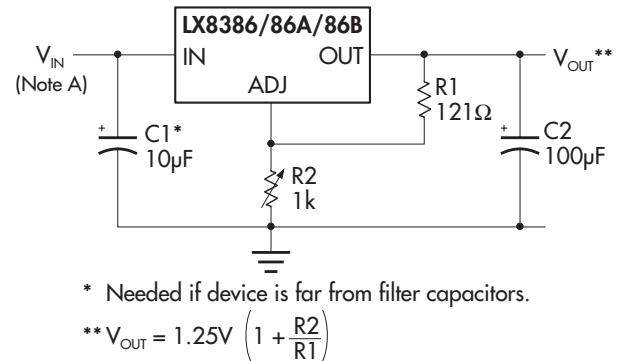 LX8386/86A/86B
V_IN
(Note A)
IN
OUT
ADJ
V_OUT**
R1
121Ω
+
C1*
10µF
R2
1k
+
C2
100µF
* Needed if device is far from filter capacitors.
** V_OUT = 1.25V (1 + R2/R1)